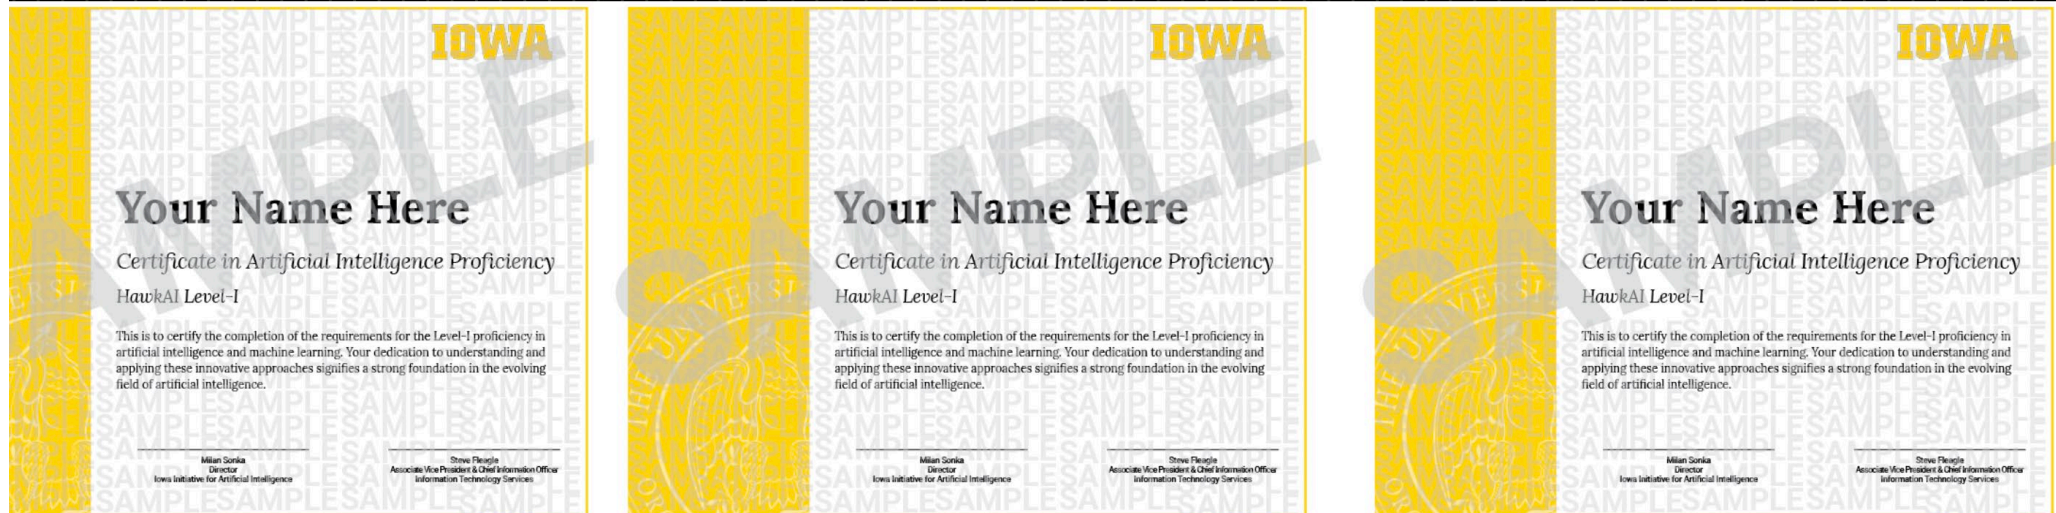 IOWA
SAMPLE
Your Name Here
Certificate in Artificial Intelligence Proficiency
HawkAI Level-I
This is to certify the completion of the requirements for the Level-I proficiency in
artificial intelligence and machine learning. Your dedication to understanding and
applying these innovative approaches signifies a strong foundation in the evolving
field of artificial intelligence.
Milan Sonka
Director
Iowa Initiative for Artificial Intelligence
Steve Fleagle
Associate Vice President & Chief Information Officer
Information Technology Services
IOWA
SAMPLE
Your Name Here
Certificate in Artificial Intelligence Proficiency
HawkAI Level-I
This is to certify the completion of the requirements for the Level-I proficiency in
artificial intelligence and machine learning. Your dedication to understanding and
applying these innovative approaches signifies a strong foundation in the evolving
field of artificial intelligence.
Milan Sonka
Director
Iowa Initiative for Artificial Intelligence
Steve Fleagle
Associate Vice President & Chief Information Officer
Information Technology Services
IOWA
SAMPLE
Your Name Here
Certificate in Artificial Intelligence Proficiency
HawkAI Level-I
This is to certify the completion of the requirements for the Level-I proficiency in
artificial intelligence and machine learning. Your dedication to understanding and
applying these innovative approaches signifies a strong foundation in the evolving
field of artificial intelligence.
Milan Sonka
Director
Iowa Initiative for Artificial Intelligence
Steve Fleagle
Associate Vice President & Chief Information Officer
Information Technology Services